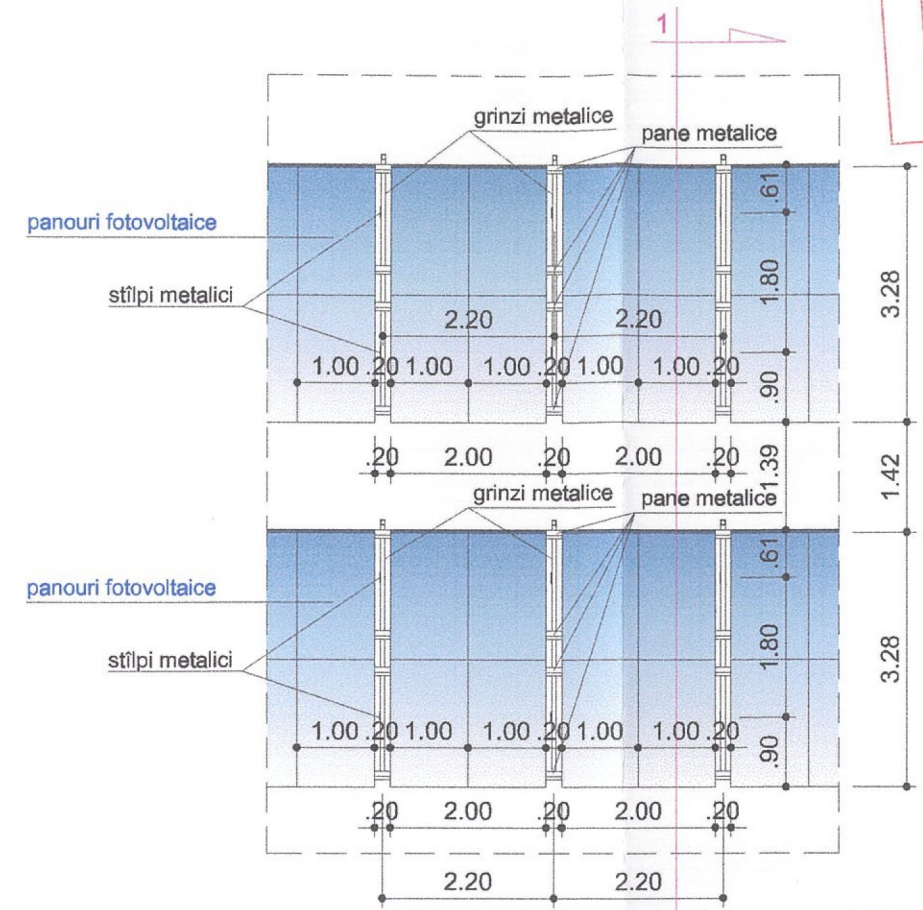 1
grinzi metalice
pane metalice
panouri fotovoltaice
stîlpi metalici
.61
1.80
3.28
2.20 2.20
1.00 .20 1.00 1.00 .20 1.00 1.00 .20
.90
.20 2.00 .20 2.00 .20
1.39
1.42
grinzi metalice
pane metalice
panouri fotovoltaice
stîlpi metalici
.61
1.80
3.28
1.00 .20 1.00 1.00 .20 1.00 1.00 .20
.90
.20 2.00 .20 2.00 .20
2.20 2.20